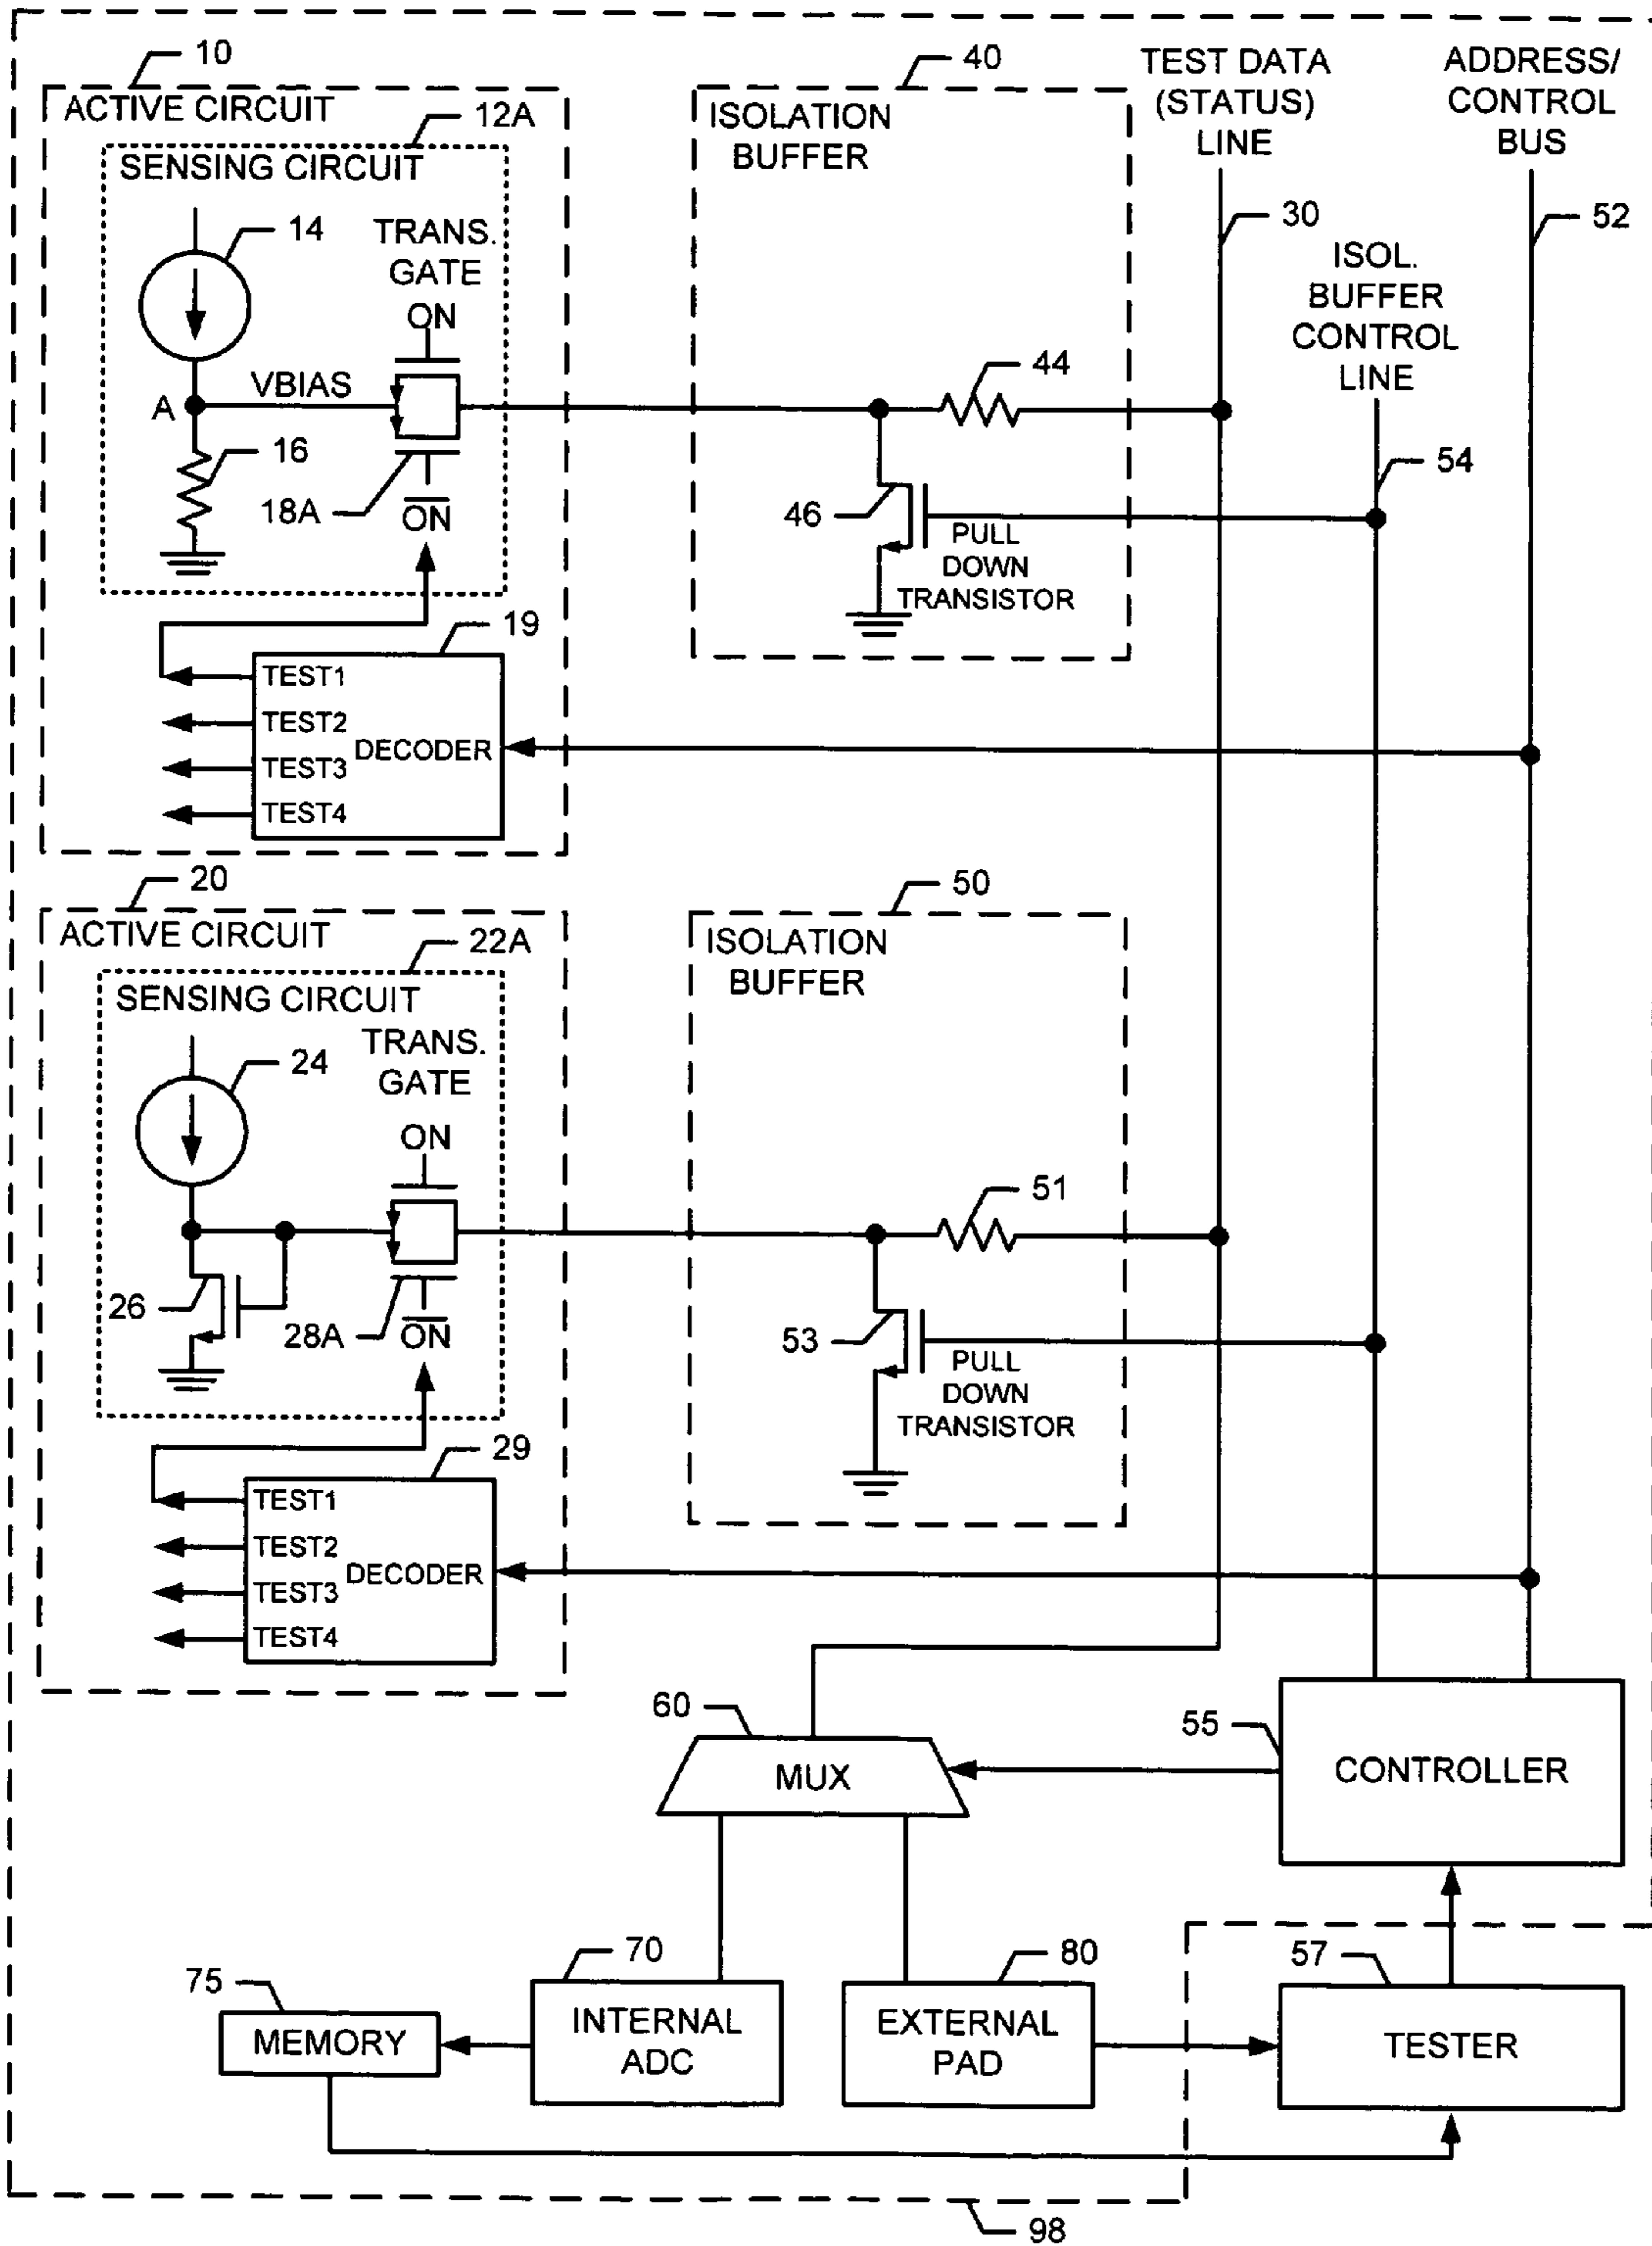 10
ACTIVE CIRCUIT
12A
SENSING CIRCUIT
14
TRANS.
GATE
ON
A
VBIAS
16
18A
ON
19
TEST1
TEST2
TEST3
TEST4
DECODER
40
ISOLATION
BUFFER
44
46
PULL
DOWN
TRANSISTOR
TEST DATA
(STATUS)
LINE
30
ADDRESS/
CONTROL
BUS
52
ISOL.
BUFFER
CONTROL
LINE
54
20
ACTIVE CIRCUIT
22A
SENSING CIRCUIT
24
TRANS.
GATE
ON
26
28A
ON
29
TEST1
TEST2
TEST3
TEST4
DECODER
50
ISOLATION
BUFFER
51
53
PULL
DOWN
TRANSISTOR
60
MUX
55
CONTROLLER
75
MEMORY
70
INTERNAL
ADC
80
EXTERNAL
PAD
57
TESTER
98